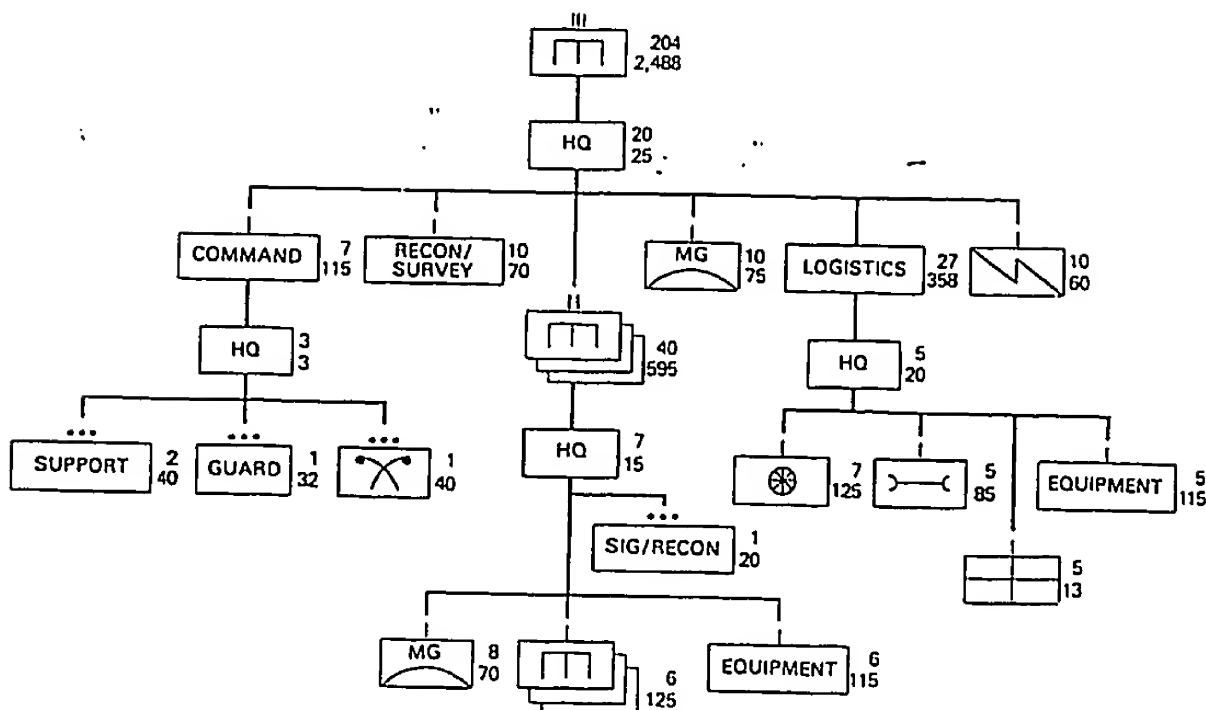 204
2,488
HQ
20
25
COMMAND
7
115
RECON/
SURVEY
10
70
MG
10
75
LOGISTICS
27
358
10
60
HQ
3
3
40
595
HQ
5
20
SUPPORT
2
40
GUARD
1
32
1
40
HQ
7
15
7
125
5
85
EQUIPMENT
5
115
SIG/RECON
1
20
5
13
MG
8
70
6
125
EQUIPMENT
6
115